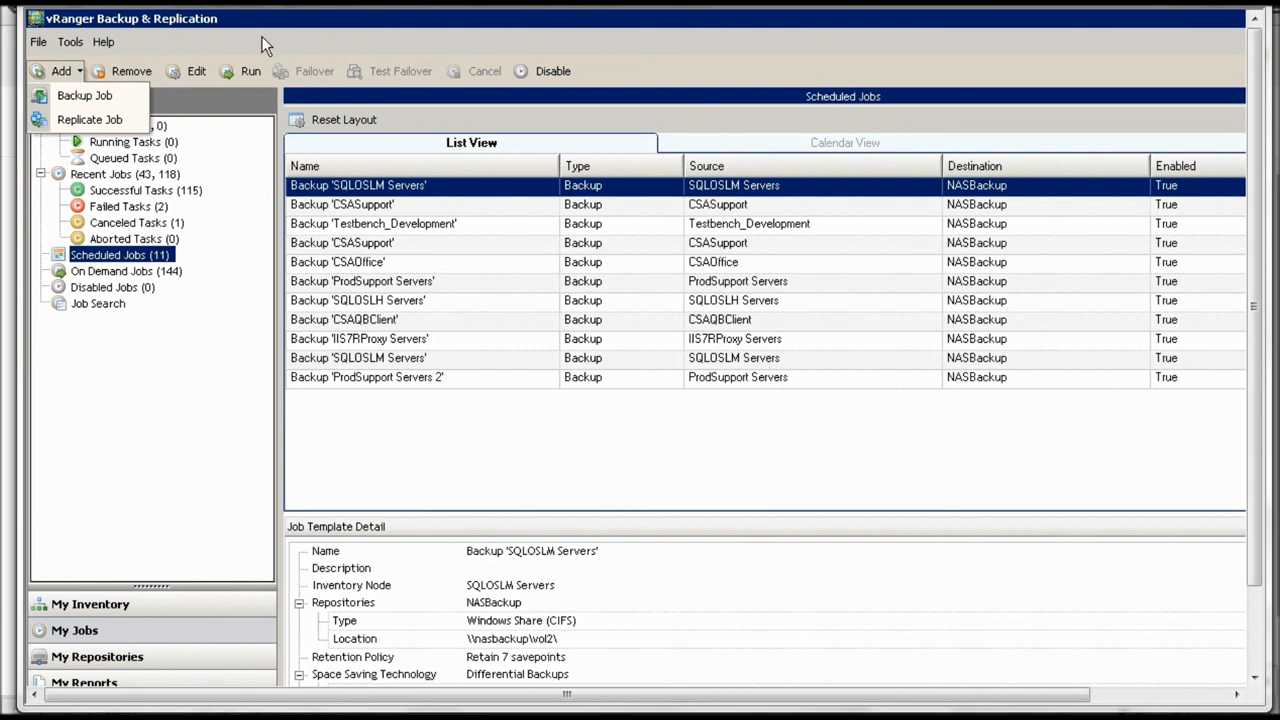 vRanger Backup & Replication
File Tools Help
Add Remove Edit Run Failover Test Failover Cancel Disable
Backup Job
Replicate Job
, 0)
Running Tasks (0)
Queued Tasks (0)
Recent Jobs (43, 118)
Successful Tasks (115)
Failed Tasks (2)
Canceled Tasks (1)
Aborted Tasks (0)
Scheduled Jobs (11)
On Demand Jobs (144)
Disabled Jobs (0)
Job Search
My Inventory
My Jobs
My Repositories
My Reports
Scheduled Jobs
Reset Layout
List View Calendar View
Name Type Source Destination Enabled
Backup 'SQLOSLM Servers' Backup SQLOSLM Servers NASBackup True
Backup 'CSASupport' Backup CSASupport NASBackup True
Backup 'Testbench_Development' Backup Testbench_Development NASBackup True
Backup 'CSASupport' Backup CSASupport NASBackup True
Backup 'CSAOffice' Backup CSAOffice NASBackup True
Backup 'ProdSupport Servers' Backup ProdSupport Servers NASBackup True
Backup 'SQLOSLH Servers' Backup SQLOSLH Servers NASBackup True
Backup 'CSAQBClient' Backup CSAQBClient NASBackup True
Backup 'IIS7RProxy Servers' Backup IIS7RProxy Servers NASBackup True
Backup 'SQLOSLM Servers' Backup SQLOSLM Servers NASBackup True
Backup 'ProdSupport Servers 2' Backup ProdSupport Servers NASBackup True
Job Template Detail
Name Backup 'SQLOSLM Servers'
Description
Inventory Node SQLOSLM Servers
Repositories NASBackup
Type Windows Share (CIFS)
Location \\nasbackup\vol2\
Retention Policy Retain 7 savepoints
Space Saving Technology Differential Backups